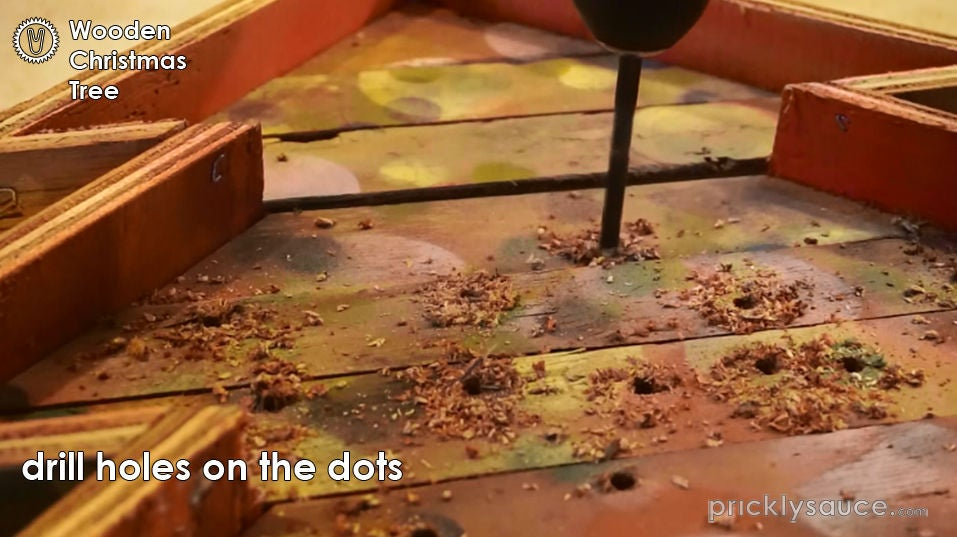 Wooden
Christmas
Tree
drill holes on the dots
pricklysauce.com